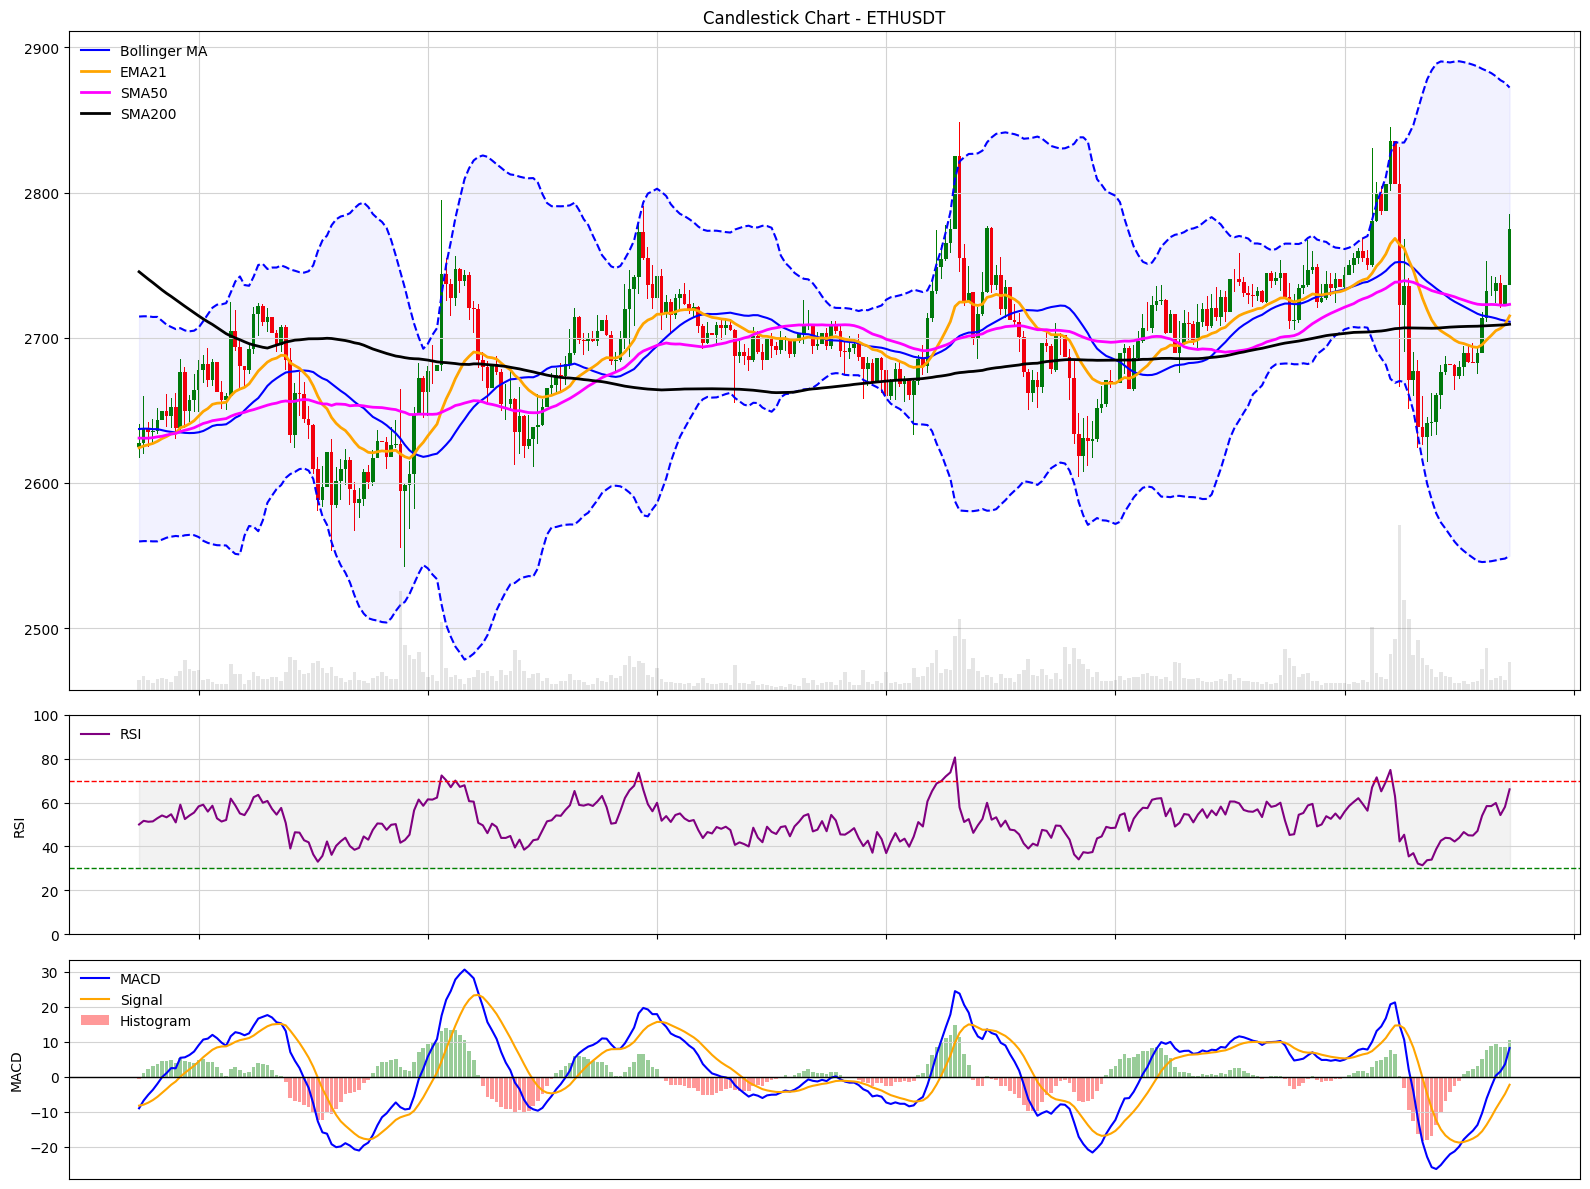 Candlestick Chart - ETHUSDT
Bollinger MA
EMA21
SMA50
SMA200
2900
2800
2700
2600
2500
RSI
RSI
100
80
60
40
20
0
MACD
Signal
Histogram
MACD
30
20
10
0
−10
−20